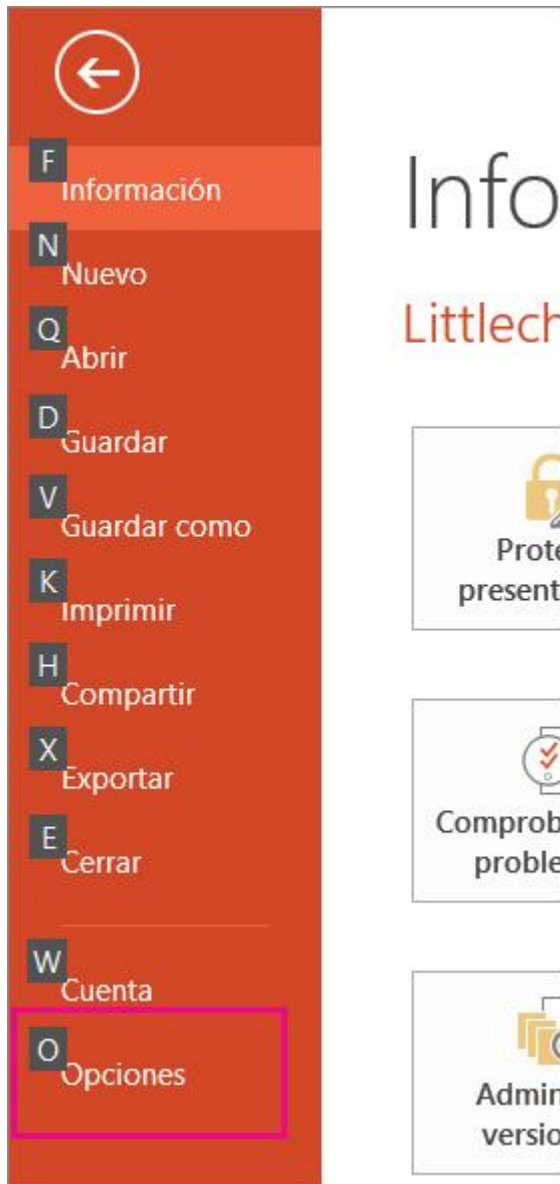 F
Información
N
Nuevo
Q
Abrir
D
Guardar
V
Guardar como
K
Imprimir
H
Compartir
X
Exportar
E
Cerrar
W
Cuenta
O
Opciones
Info
Littlech
Prote
present
Comprob
proble
Admin
versio